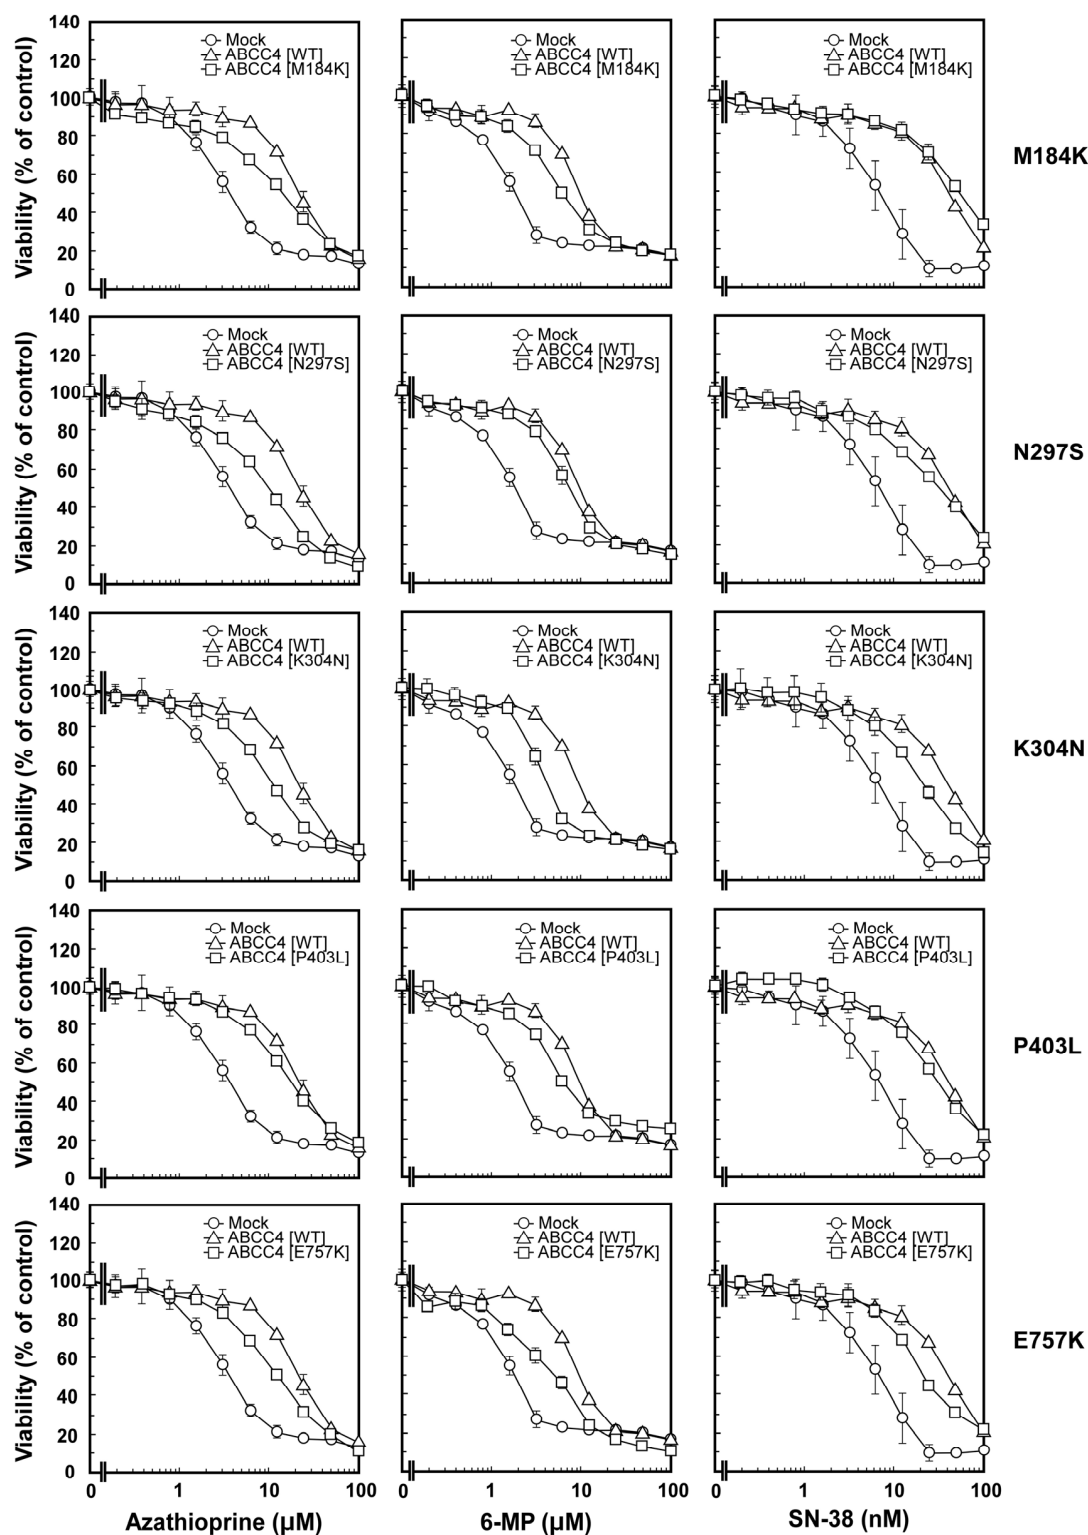 140
120
100
80
60
40
20
0
Viability (% of control)
Mock
ABCC4 [WT]
ABCC4 [M184K]
Mock
ABCC4 [WT]
ABCC4 [M184K]
Mock
ABCC4 [WT]
ABCC4 [M184K]
M184K
140
120
100
80
60
40
20
0
Viability (% of control)
Mock
ABCC4 [WT]
ABCC4 [N297S]
Mock
ABCC4 [WT]
ABCC4 [N297S]
Mock
ABCC4 [WT]
ABCC4 [N297S]
N297S
140
120
100
80
60
40
20
0
Viability (% of control)
Mock
ABCC4 [WT]
ABCC4 [K304N]
Mock
ABCC4 [WT]
ABCC4 [K304N]
Mock
ABCC4 [WT]
ABCC4 [K304N]
K304N
140
120
100
80
60
40
20
0
Viability (% of control)
Mock
ABCC4 [WT]
ABCC4 [P403L]
Mock
ABCC4 [WT]
ABCC4 [P403L]
Mock
ABCC4 [WT]
ABCC4 [P403L]
P403L
140
120
100
80
60
40
20
0
Viability (% of control)
Mock
ABCC4 [WT]
ABCC4 [E757K]
Mock
ABCC4 [WT]
ABCC4 [E757K]
Mock
ABCC4 [WT]
ABCC4 [E757K]
E757K
0 1 10 100
0 1 10 100
0 1 10 100
Azathioprine (µM)
6-MP (µM)
SN-38 (nM)